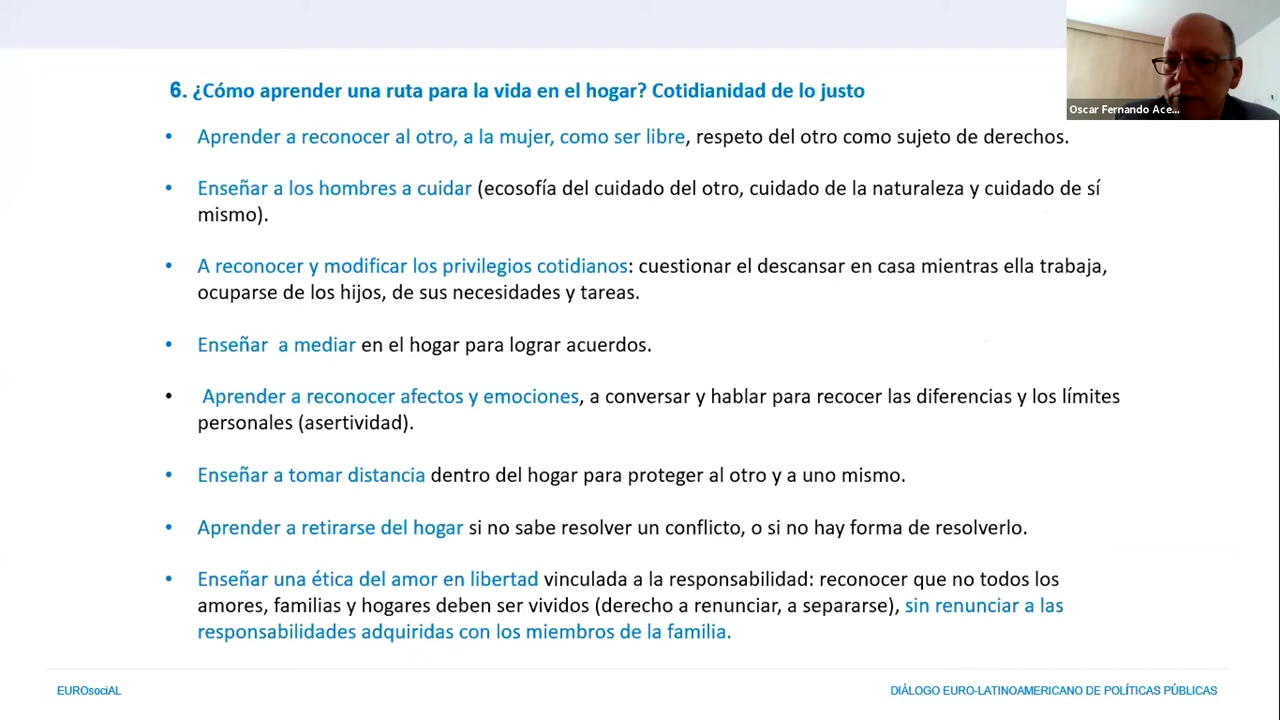 Oscar Fernando Ace...
6. ¿Cómo aprender una ruta para la vida en el hogar? Cotidianidad de lo justo
• Aprender a reconocer al otro, a la mujer, como ser libre, respeto del otro como sujeto de derechos.
• Enseñar a los hombres a cuidar (ecosofía del cuidado del otro, cuidado de la naturaleza y cuidado de sí
mismo).
• A reconocer y modificar los privilegios cotidianos: cuestionar el descansar en casa mientras ella trabaja,
ocuparse de los hijos, de sus necesidades y tareas.
• Enseñar a mediar en el hogar para lograr acuerdos.
• Aprender a reconocer afectos y emociones, a conversar y hablar para recocer las diferencias y los límites
personales (asertividad).
• Enseñar a tomar distancia dentro del hogar para proteger al otro y a uno mismo.
• Aprender a retirarse del hogar si no sabe resolver un conflicto, o si no hay forma de resolverlo.
• Enseñar una ética del amor en libertad vinculada a la responsabilidad: reconocer que no todos los
amores, familias y hogares deben ser vividos (derecho a renunciar, a separarse), sin renunciar a las
responsabilidades adquiridas con los miembros de la familia.
EUROsociAL
DIÁLOGO EURO-LATINOAMERICANO DE POLÍTICAS PÚBLICAS